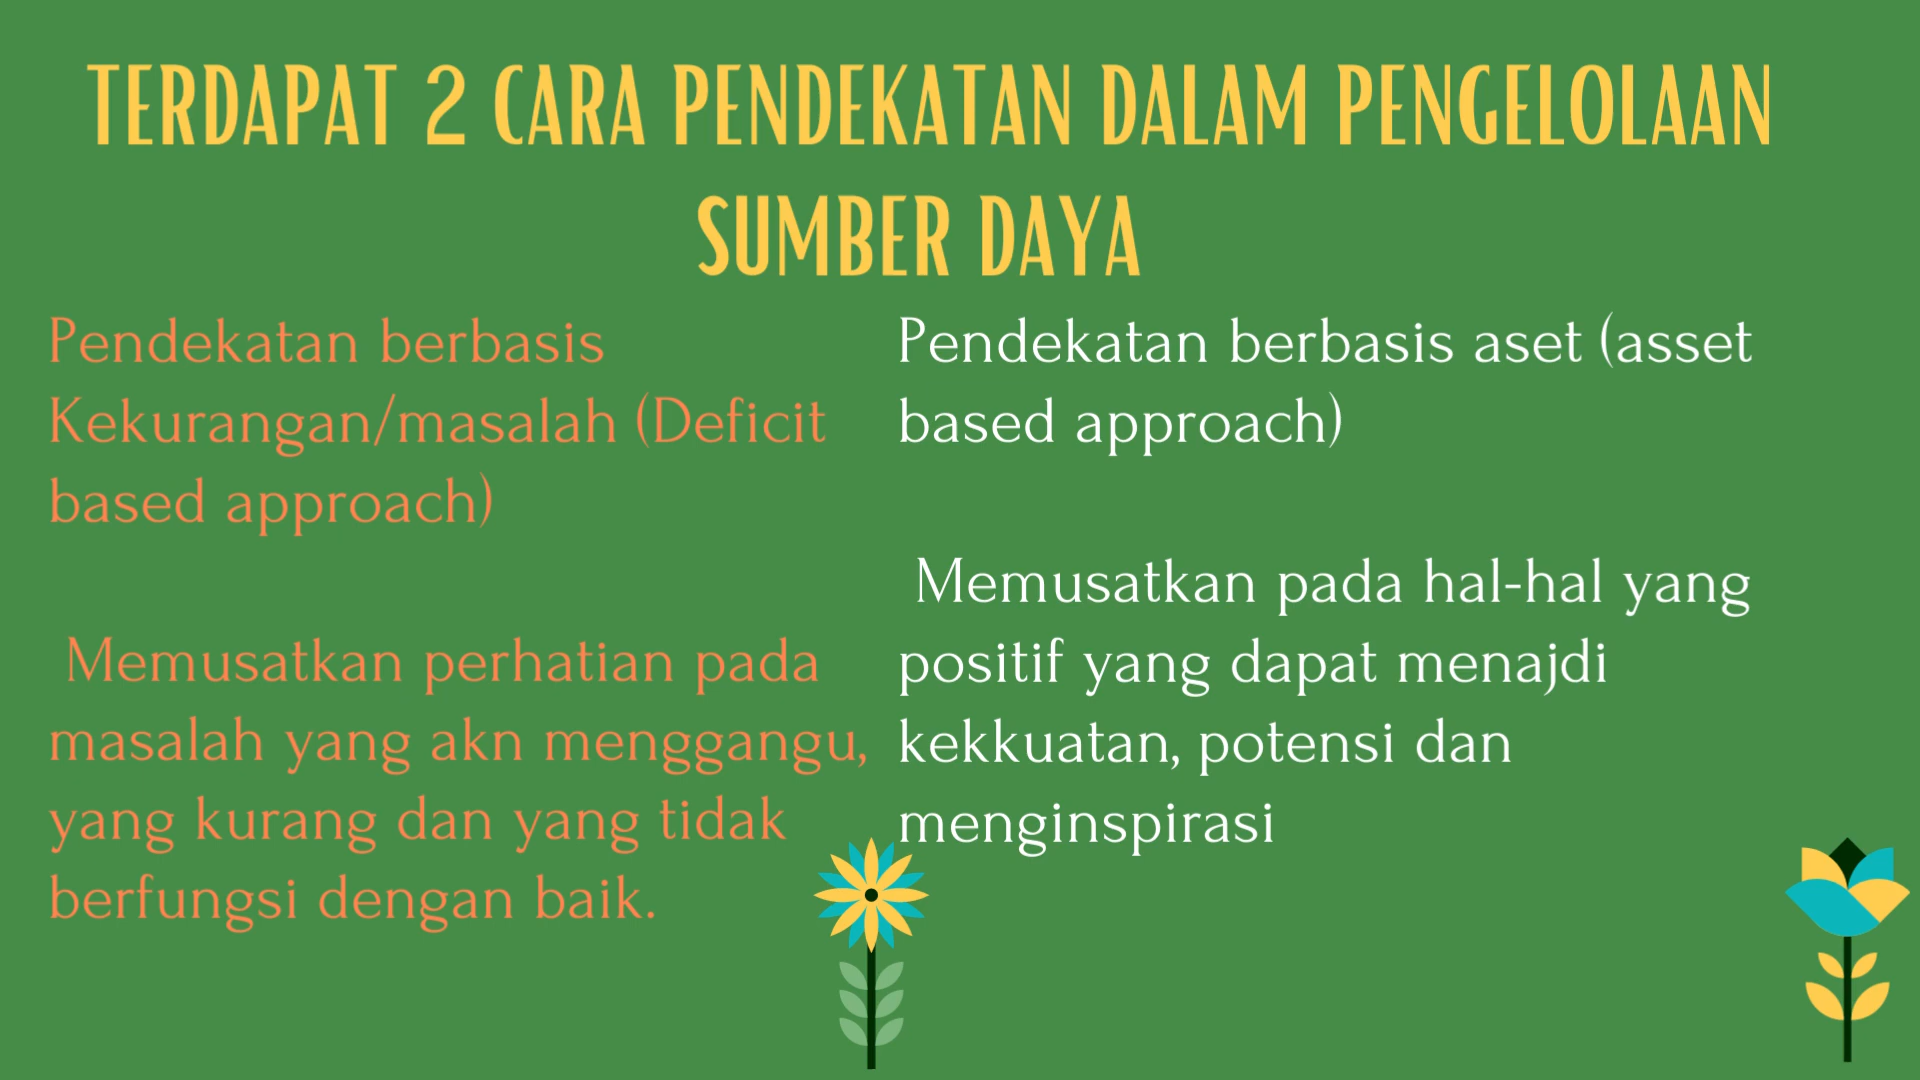 TERDAPAT 2 CARA PENDEKATAN DALAM PENGELOLAAN
SUMBER DAYA
Pendekatan berbasis
Kekurangan/masalah (Deficit
based approach)
Memusatkan perhatian pada
masalah yang akn menggangu,
yang kurang dan yang tidak
berfungsi dengan baik.
Pendekatan berbasis aset (asset
based approach)
Memusatkan pada hal-hal yang
positif yang dapat menajdi
kekkuatan, potensi dan
menginspirasi